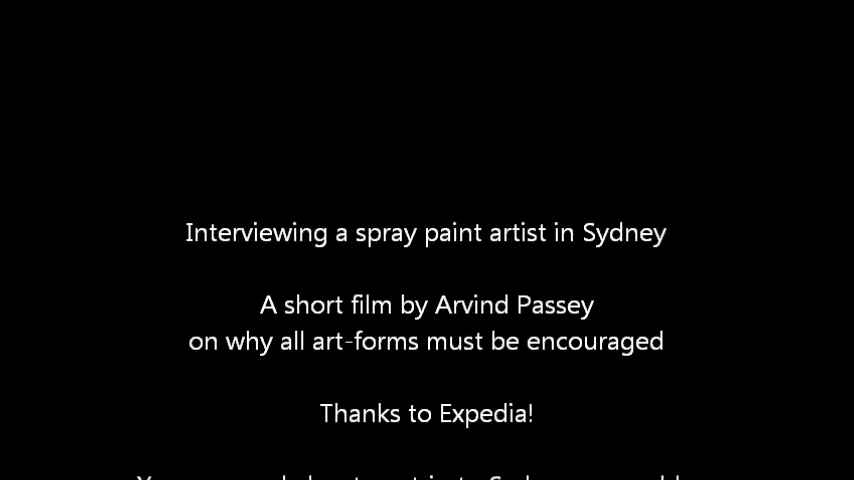 Interviewing a spray paint artist in Sydney
A short film by Arvind Passey
on why all art-forms must be encouraged
Thanks to Expedia!